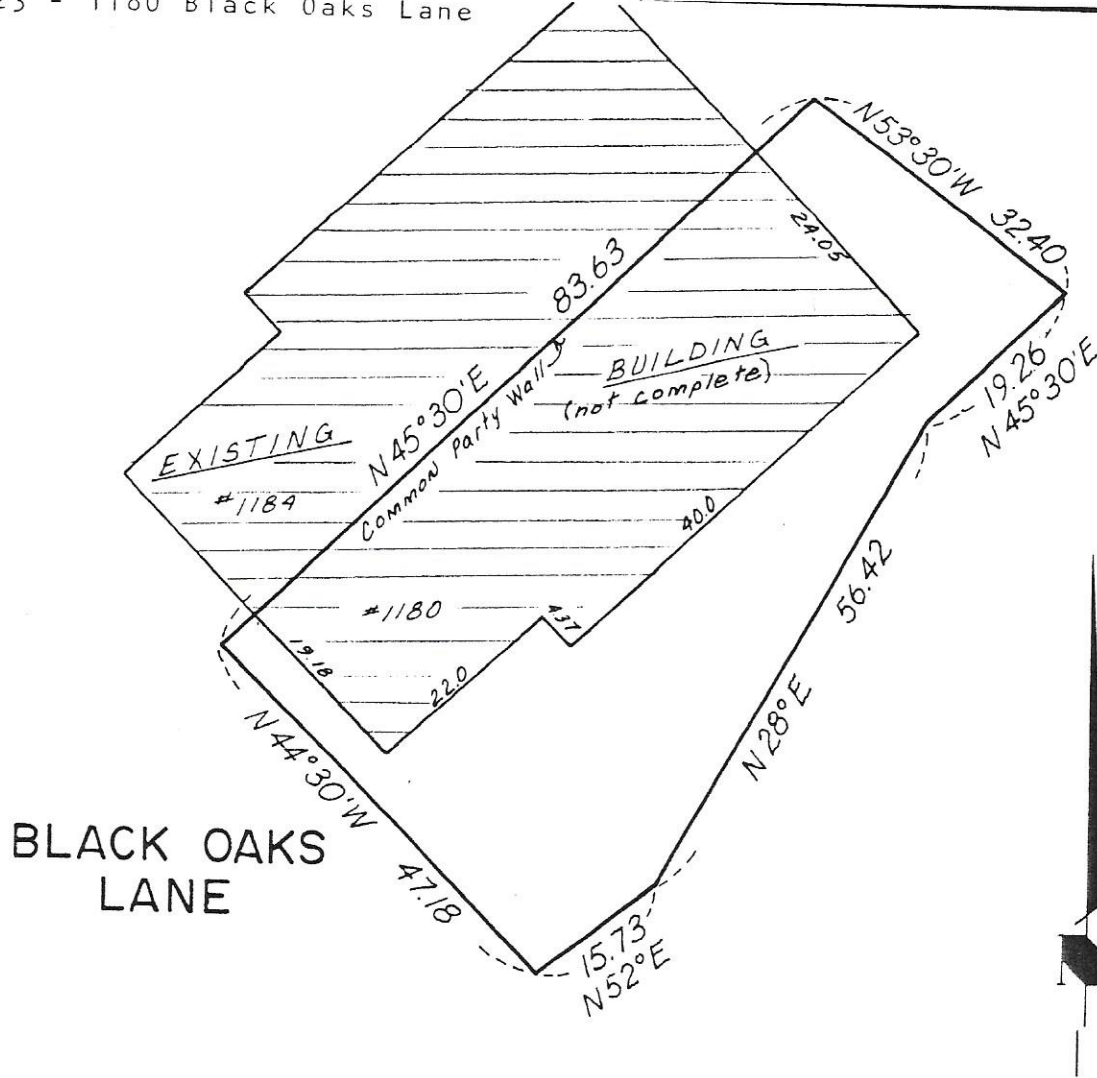 - 1180 Black Oaks Lane
N53°30'W 32.40
24.05
83.63
BUILDING
(not complete)
19.26
N45°30'E
N45°30'E
Common Party Wall
EXISTING
#1184
40.0
56.42
#1180
4.37
19.18
22.0
N28°E
N44°30'W
47.18
BLACK OAKS
LANE
15.73
N52°E
N